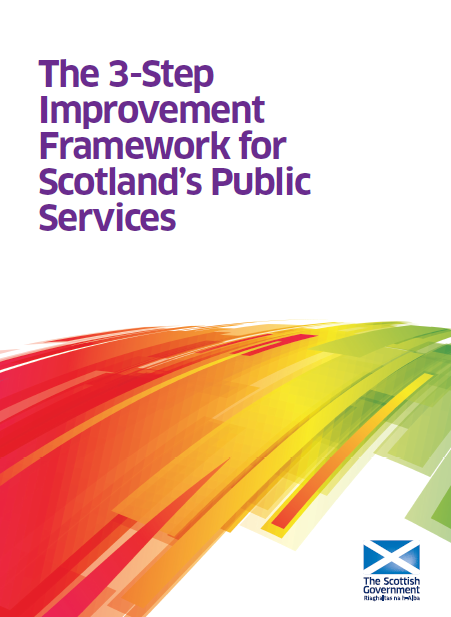 The 3-Step
Improvement
Framework for
Scotland's Public
Services
The Scottish
Government
Riaghaltas na h-Alba